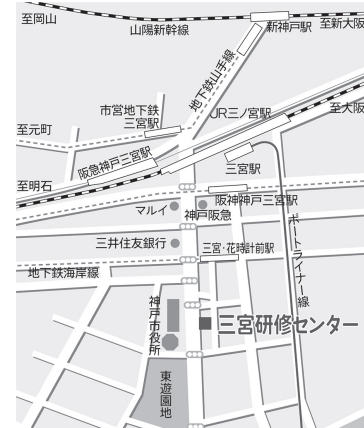 至岡山
山陽新幹線
新神戸駅
至新大阪
地下鉄山手線
市営地下鉄
三宮駅
JR三ノ宮駅
至大阪
至元町
阪急神戸三宮駅
三宮駅
至明石
阪神神戸三宮駅
マルイ
神戸阪急
ポートライナー線
三井住友銀行
三宮・花時計前駅
地下鉄海岸線
神戸市役所
三宮研修センター
東遊園地